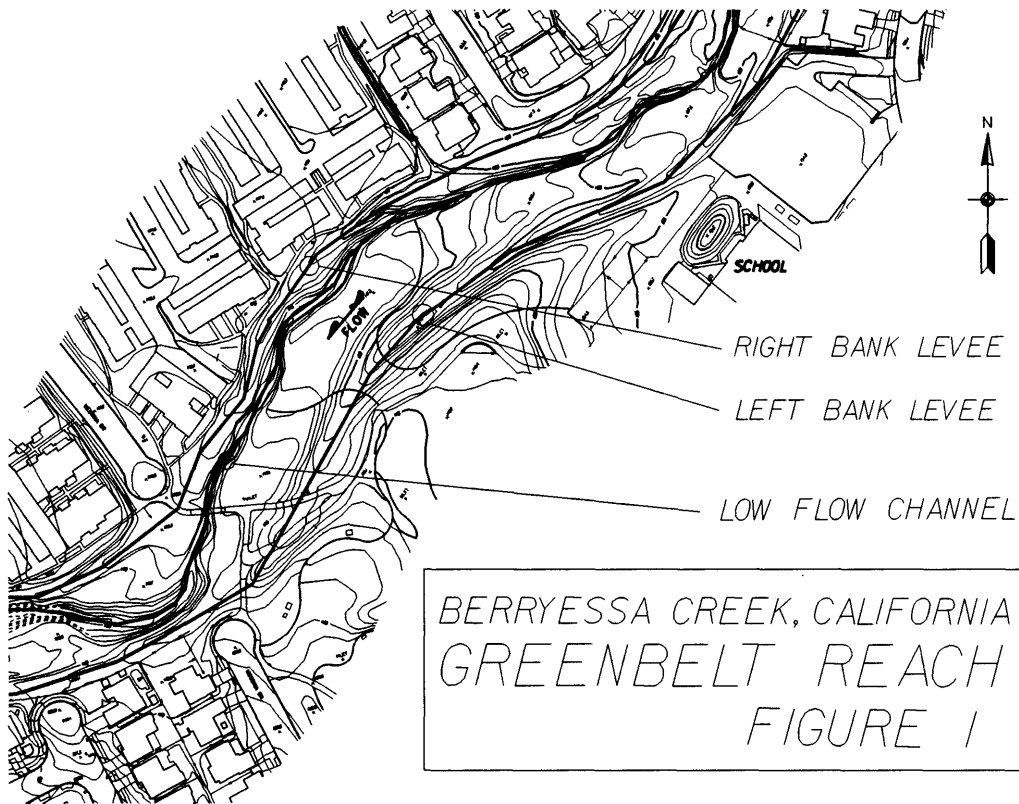 N
SCHOOL
FLOW
RIGHT BANK LEVEE
LEFT BANK LEVEE
LOW FLOW CHANNEL
BERRYESSA CREEK, CALIFORNIA
GREENBELT REACH
FIGURE 1